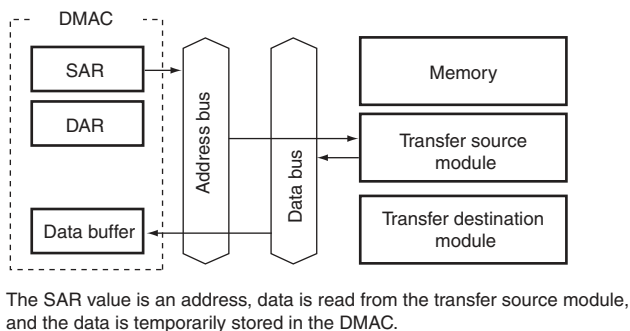 DMAC
SAR
DAR
Data buffer
Address bus
Data bus
Memory
Transfer source
module
Transfer destination
module
The SAR value is an address, data is read from the transfer source module,
and the data is temporarily stored in the DMAC.